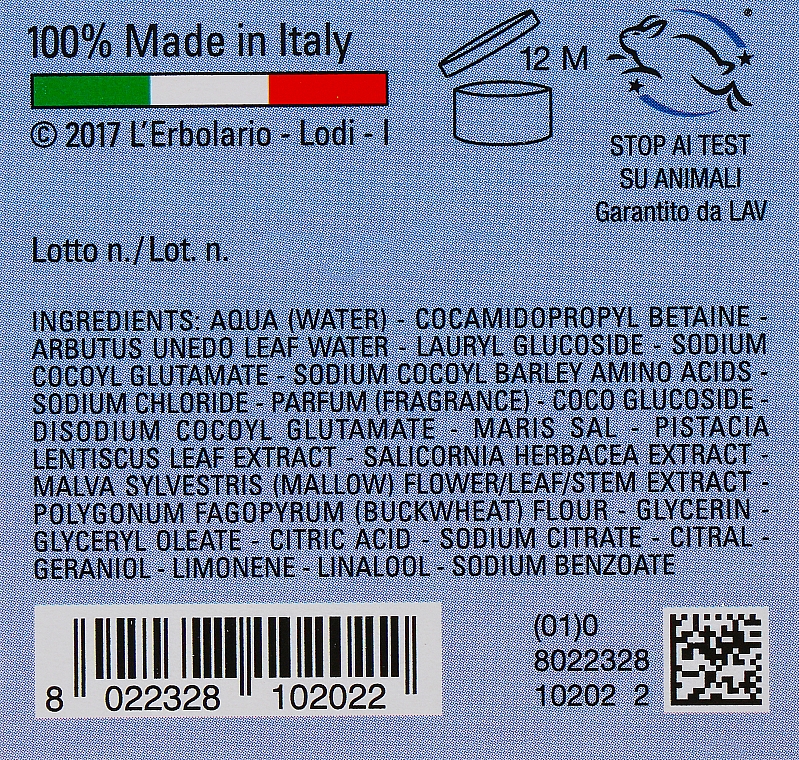 100% Made in Italy
© 2017 L'Erbolario - Lodi - I
12 M
®
STOP AI TEST
SU ANIMALI
Garantito da LAV
Lotto n./Lot. n.
INGREDIENTS: AQUA (WATER) - COCAMIDOPROPYL BETAINE -
ARBUTUS UNEDO LEAF WATER - LAURYL GLUCOSIDE - SODIUM
COCOYL GLUTAMATE - SODIUM COCOYL BARLEY AMINO ACIDS -
SODIUM CHLORIDE - PARFUM (FRAGRANCE) - COCO GLUCOSIDE -
DISODIUM COCOYL GLUTAMATE - MARIS SAL - PISTACIA
LENTISCUS LEAF EXTRACT - SALICORNIA HERBACEA EXTRACT -
MALVA SYLVESTRIS (MALLOW) FLOWER/LEAF/STEM EXTRACT -
POLYGONUM FAGOPYRUM (BUCKWHEAT) FLOUR - GLYCERIN -
GLYCERYL OLEATE - CITRIC ACID - SODIUM CITRATE - CITRAL -
GERANIOL - LIMONENE - LINALOOL - SODIUM BENZOATE
8 022328 102022
(01)0
8022328
10202 2